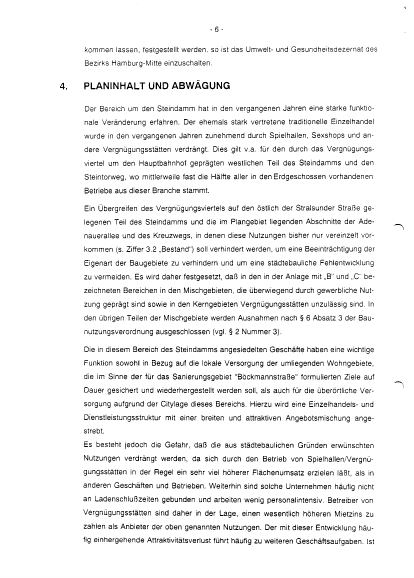 - 6 -
kommen lassen, festgestellt werden, so ist das Umwelt- und Gesundheitsdezernat des
Bezirks Hamburg-Mitte einzuschalten.
4. PLANINHALT UND ABWÄGUNG
Der Bereich um den Steindamm hat in den vergangenen Jahren eine starke funktio-
nale Veränderung erfahren. Der ehemals stark vertretene traditionelle Einzelhandel
wurde in den vergangenen Jahren zunehmend durch Spielhallen, Sexshops und an-
dere Vergnügungsstätten verdrängt. Dies gilt v.a. für den durch das Vergnügungs-
viertel um den Hauptbahnhof geprägten westlichen Teil des Steindamms und den
Steintorweg, wo mittlerweile fast die Hälfte aller in den Erdgeschossen vorhandenen
Betriebe aus dieser Branche stammt.
Ein Übergreifen des Vergnügungsviertels auf den östlich der Stralsunder Straße ge-
legenen Teil des Steindamms und die im Plangebiet liegenden Abschnitte der Ade-
nauerallee und des Kreuzwegs, in denen diese Nutzungen bisher nur vereinzelt vor-
kommen (s. Ziffer 3.2 „Bestand") soll verhindert werden, um eine Beeinträchtigung der
Eigenart der Baugebiete zu verhindern und um eine städtebauliche Fehlentwicklung
zu vermeiden. Es wird daher festgesetzt, daß in den in der Anlage mit „B" und „C" be-
zeichneten Bereichen in den Mischgebieten, die überwiegend durch gewerbliche Nut-
zung geprägt sind sowie in den Kerngebieten Vergnügungsstätten unzulässig sind. In
den übrigen Teilen der Mischgebiete werden Ausnahmen nach § 6 Absatz 3 der Bau-
nutzungsverordnung ausgeschlossen (vgl. § 2 Nummer 3).
Die in diesem Bereich des Steindamms angesiedelten Geschäfte haben eine wichtige
Funktion sowohl in Bezug auf die lokale Versorgung der umliegenden Wohngebiete,
die im Sinne der für das Sanierungsgebiet "Böckmannstraße" formulierten Ziele auf
Dauer gesichert und wiederhergestellt werden soll, als auch für die überörtliche Ver-
sorgung aufgrund der Citylage dieses Bereichs. Hierzu wird eine Einzelhandels- und
Dienstleistungsstruktur mit einer breiten und attraktiven Angebotsmischung ange-
strebt.
Es besteht jedoch die Gefahr, daß die aus städtebaulichen Gründen erwünschten
Nutzungen verdrängt werden, da sich durch den Betrieb von Spielhallen/Vergnü-
gungsstätten in der Regel ein sehr viel höherer Flächenumsatz erzielen läßt, als in
anderen Geschäften und Betrieben. Weiterhin sind solche Unternehmen häufig nicht
an Ladenschlußzeiten gebunden und arbeiten wenig personalintensiv. Betreiber von
Vergnügungsstätten sind daher in der Lage, einen wesentlich höheren Mietzins zu
zahlen als Anbieter der oben genannten Nutzungen. Der mit dieser Entwicklung häu-
fig einhergehende Attraktivitätsverlust führt häufig zu weiteren Geschäftsaufgaben. Ist